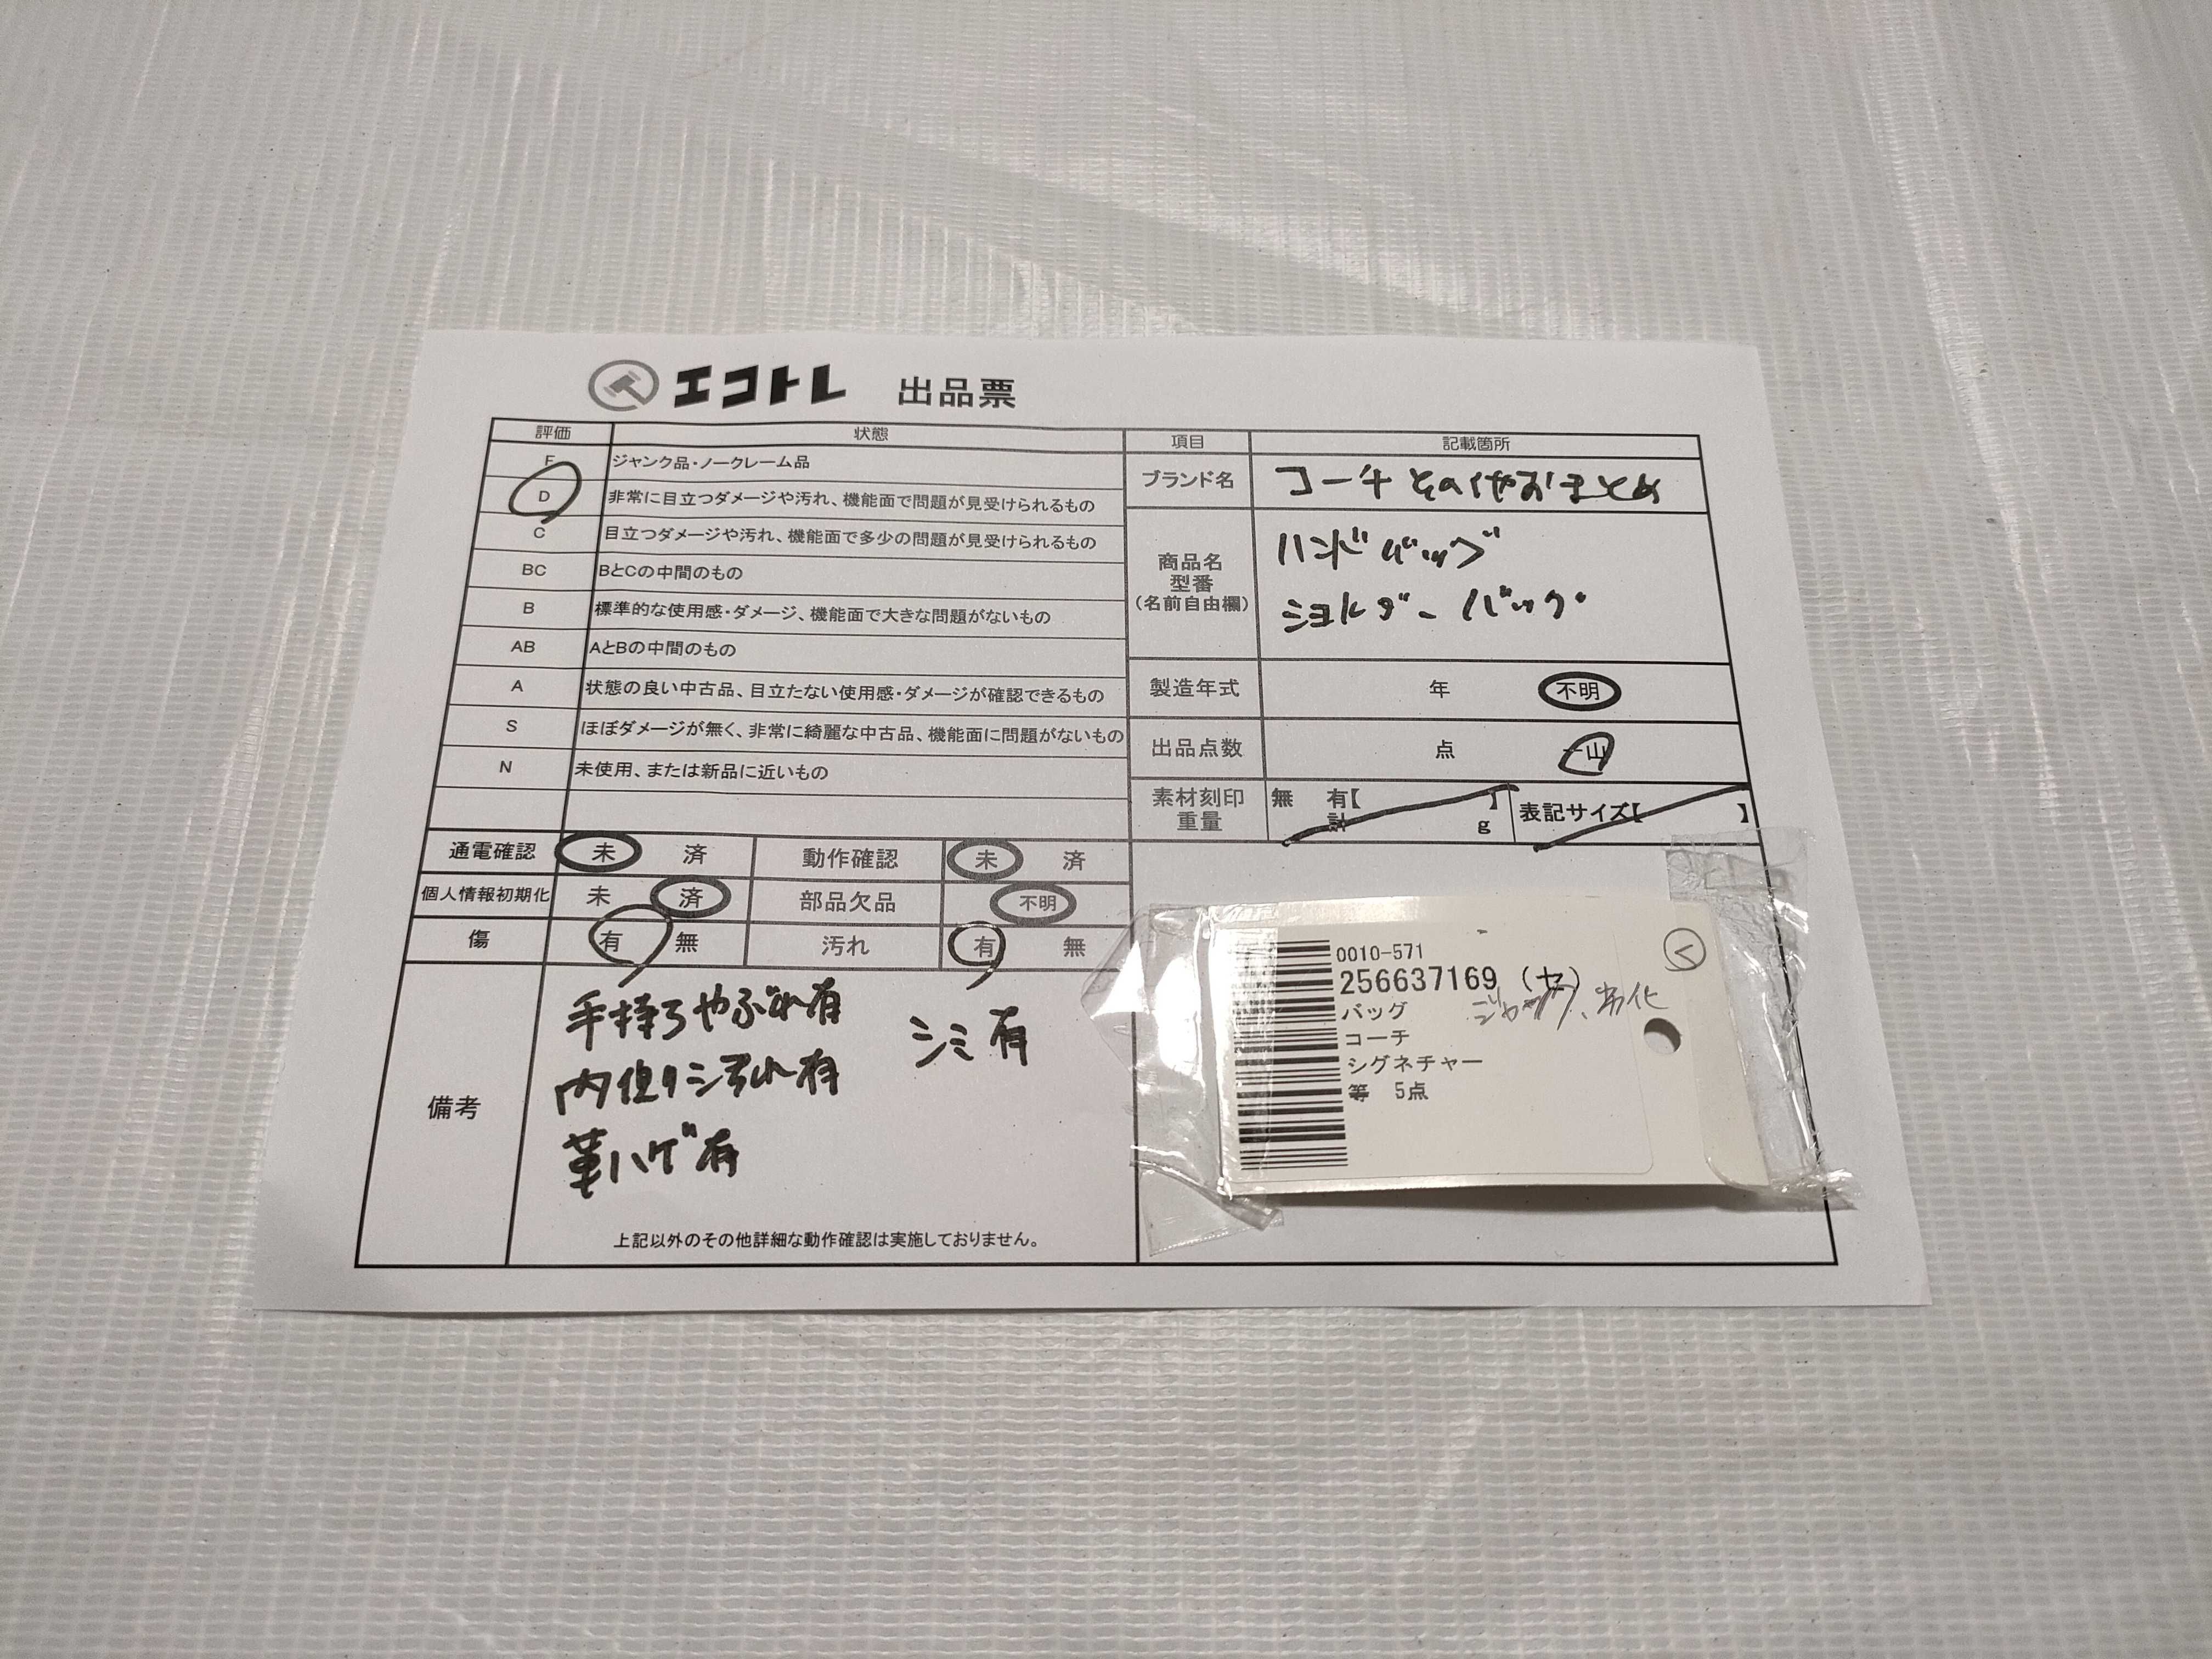 エコトレ 出品票
評価 状態
F ジャンク品・ノークレーム品
D 非常に目立つダメージや汚れ、機能面で問題が見受けられるもの
C 目立つダメージや汚れ、機能面で多少の問題が見受けられるもの
BC BとCの中間のもの
B 標準的な使用感・ダメージ、機能面で大きな問題がないもの
AB AとBの中間のもの
A 状態の良い中古品、目立たない使用感・ダメージが確認できるもの
S ほぼダメージが無く、非常に綺麗な中古品、機能面に問題がないもの
N 未使用、または新品に近いもの
項目 記載箇所
ブランド名 コーチ まとめ
商品名
型番
(名前自由欄)
ハンドバッグ
ショルダーバッグ
製造年式 年 不明
出品点数 点 一山
素材刻印 無 有【 】
重量 計 g
表記サイズ【 】
通電確認 未 済 動作確認 未 済
個人情報初期化 未 済 部品欠品 不明
傷 有 無 汚れ 有 無
備考
手持ちやぶれ有
内側 有
革ハゲ有
シミ有
上記以外のその他詳細な動作確認は実施しておりません。
0010-571
256637169 (セ)
バッグ
コーチ
シグネチャー
等 5点
劣化